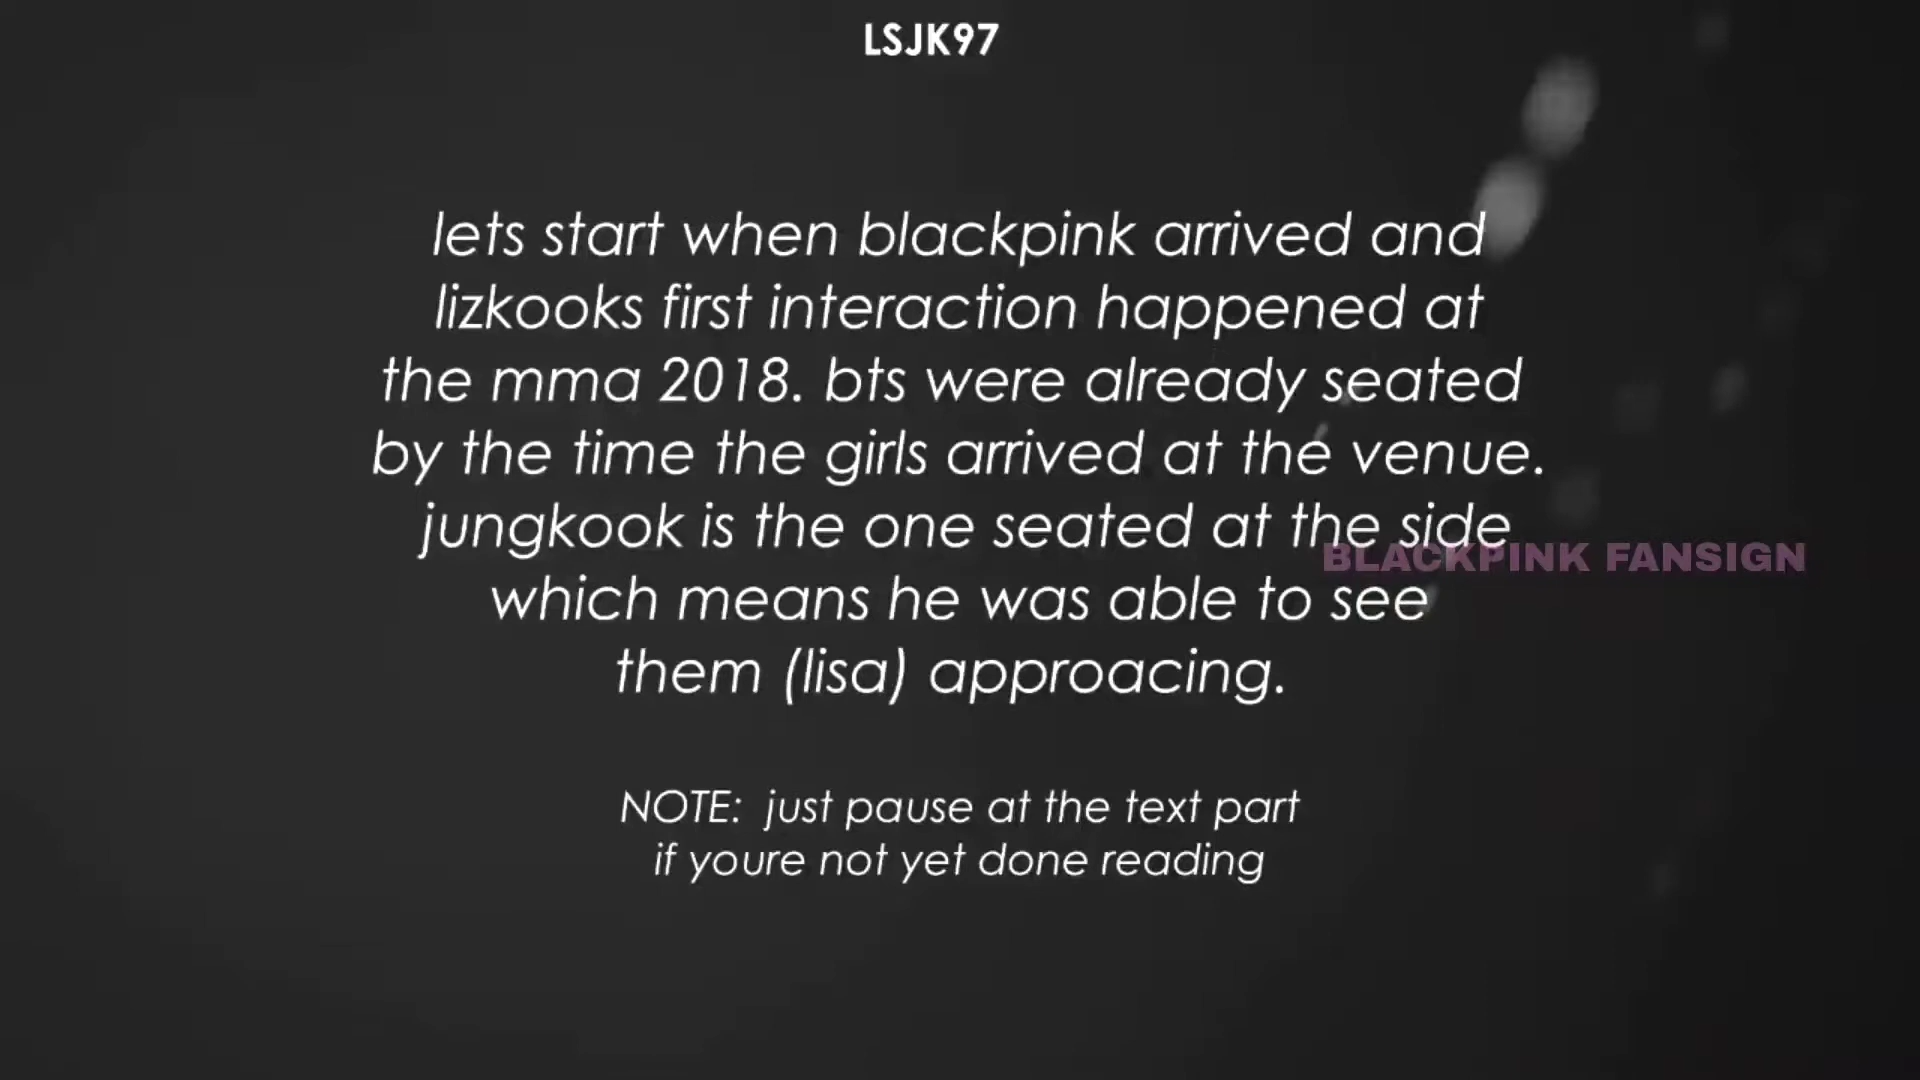 LSJK97
lets start when blackpink arrived and
lizkooks first interaction happened at
the mma 2018. bts were already seated
by the time the girls arrived at the venue.
jungkook is the one seated at the side
BLACKPINK FANSIGN
which means he was able to see
them (lisa) approacing.
NOTE: just pause at the text part
if youre not yet done reading